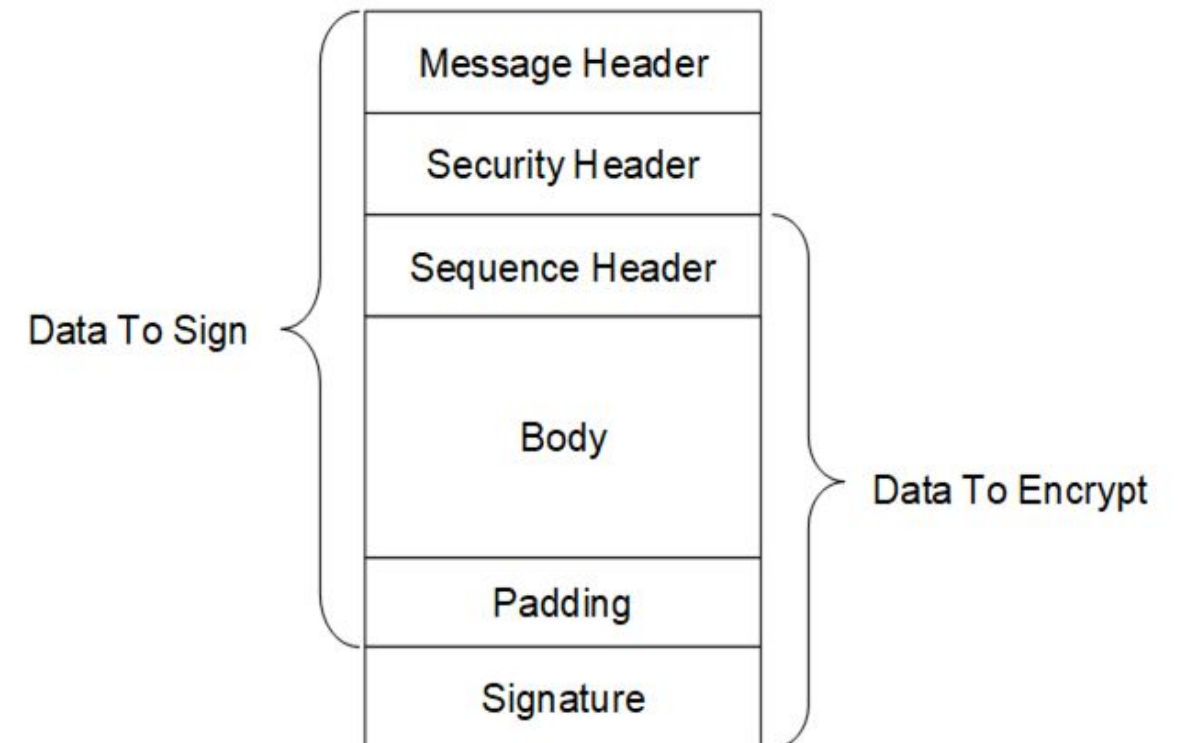 Message Header
Security Header
Sequence Header
Data To Sign
Body
Data To Encrypt
Padding
Signature